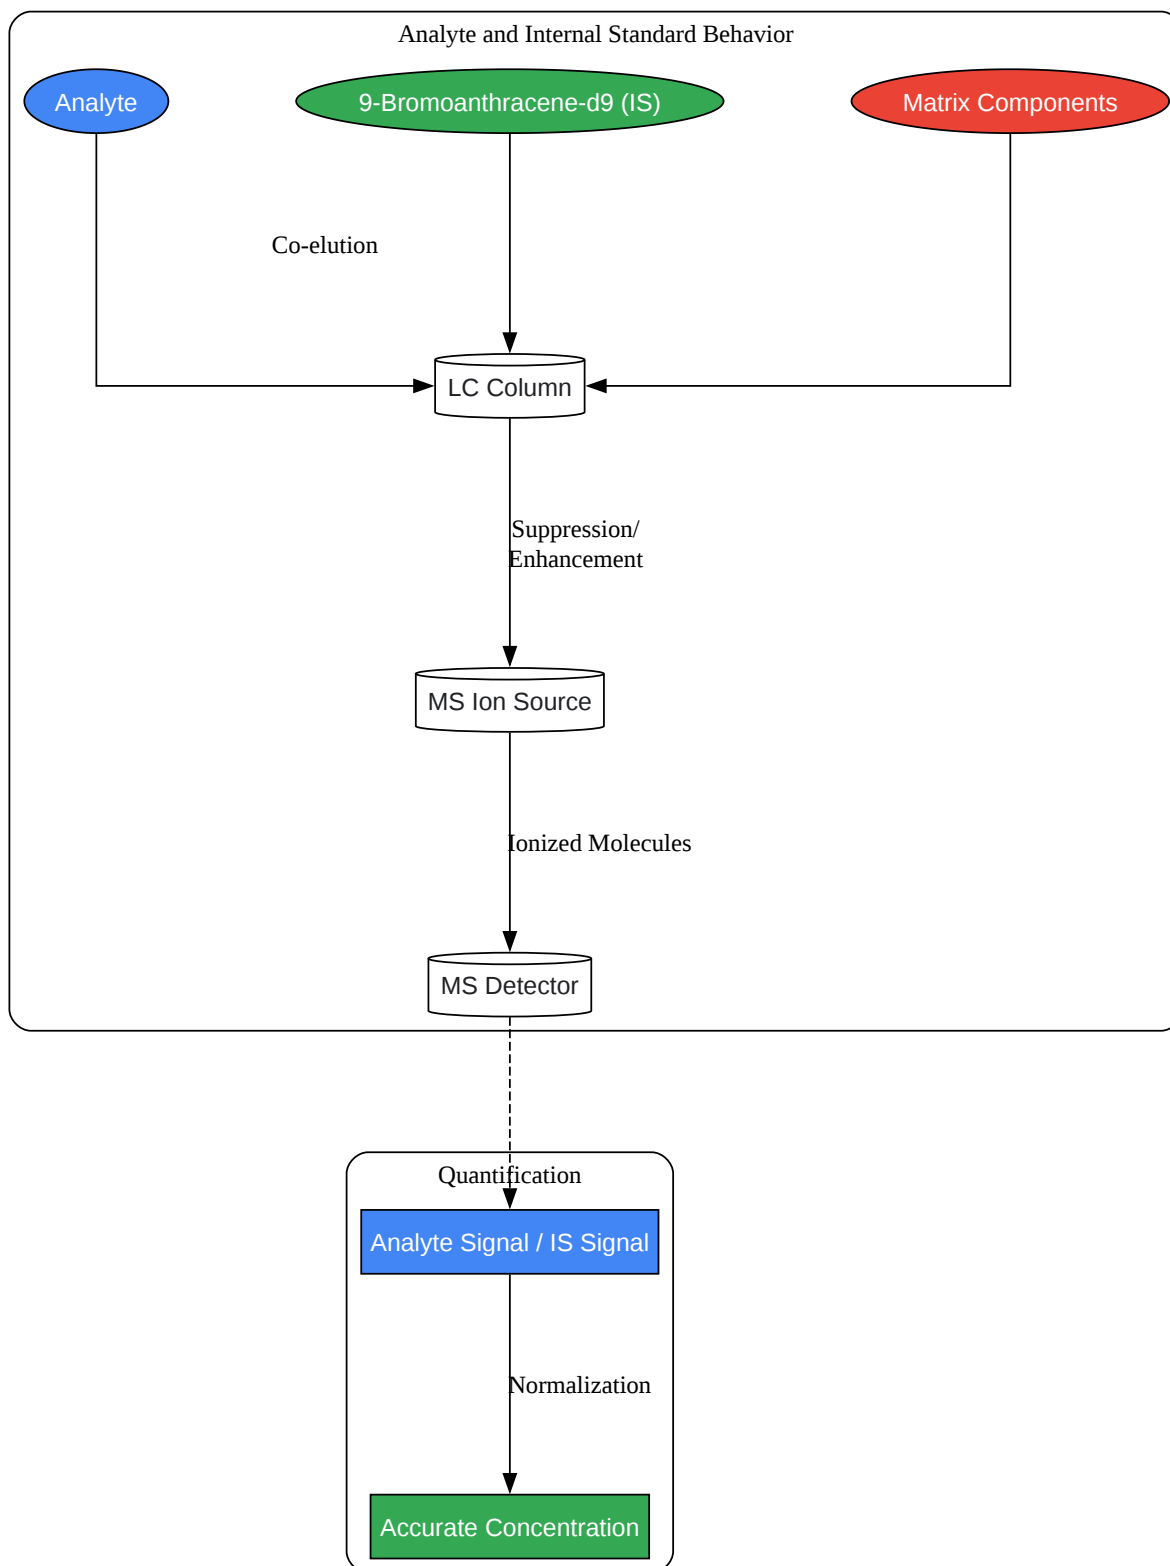 Analyte and Internal Standard Behavior
Analyte
9-Bromoanthracene-d9 (IS)
Matrix Components
Co-elution
LC Column
Suppression/
Enhancement
MS Ion Source
Ionized Molecules
MS Detector
Quantification
Analyte Signal / IS Signal
Normalization
Accurate Concentration